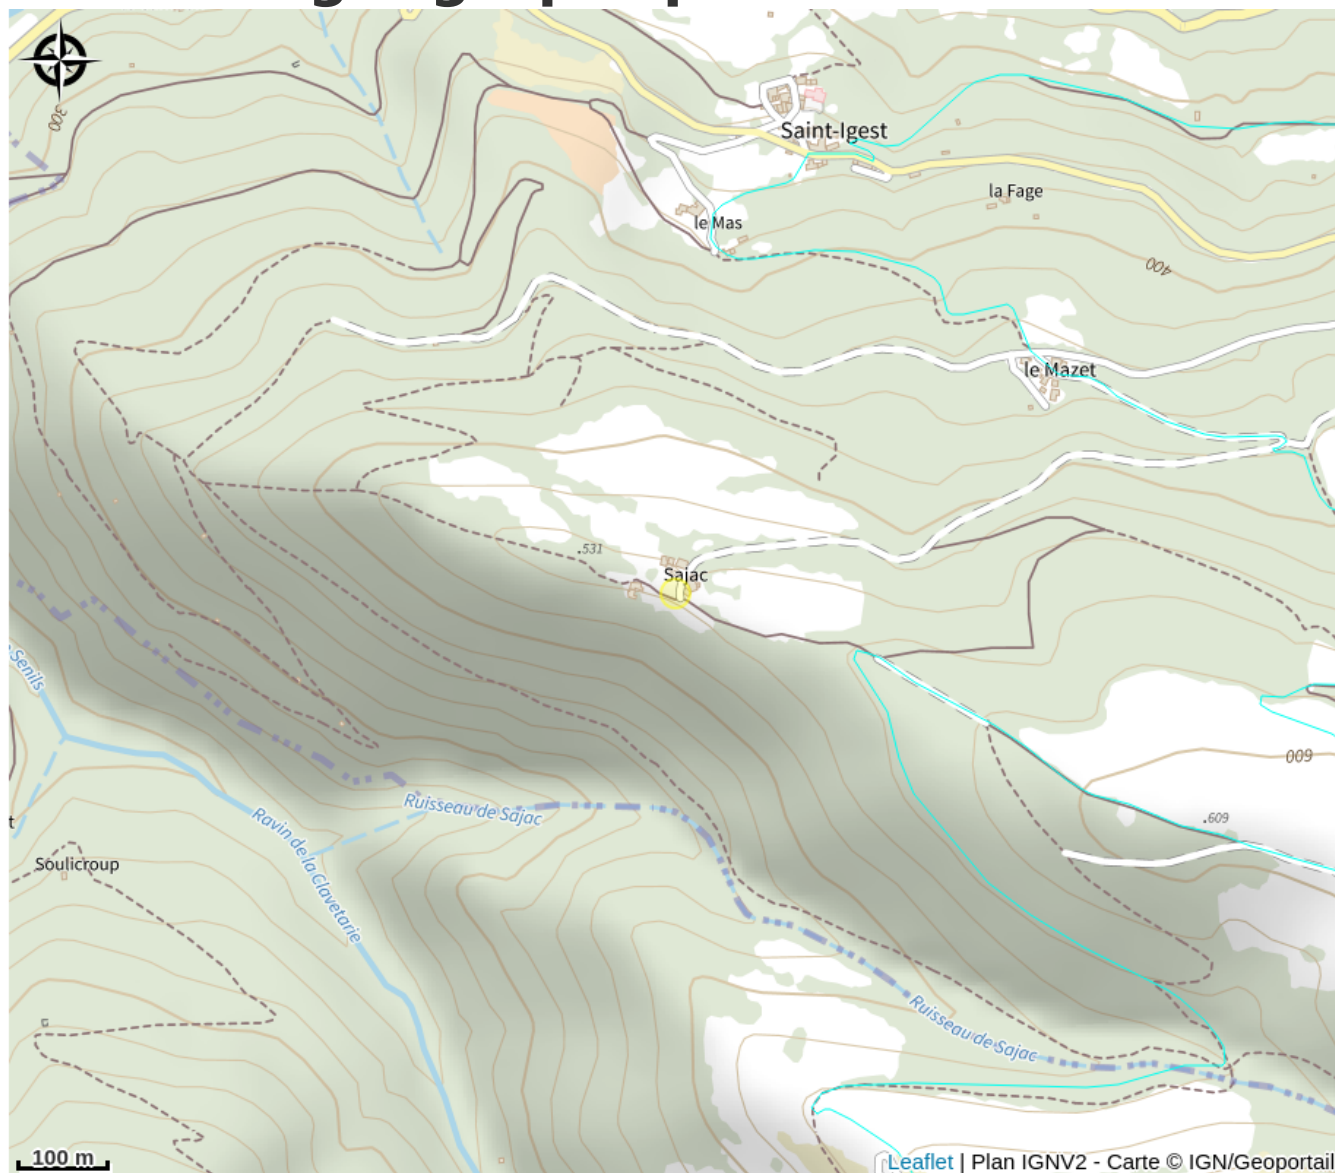 300
Saint-Igest
la Fage
le Mas
400
le Mazet
.531
Sajac
Senils
600
.609
Ruisseau de Sajac
Ravin de la Clavetarie
t
Soulicroup
Ruisseau de Sajac
100 m
Leaflet | Plan IGNV2 - Carte © IGN/Geoportail